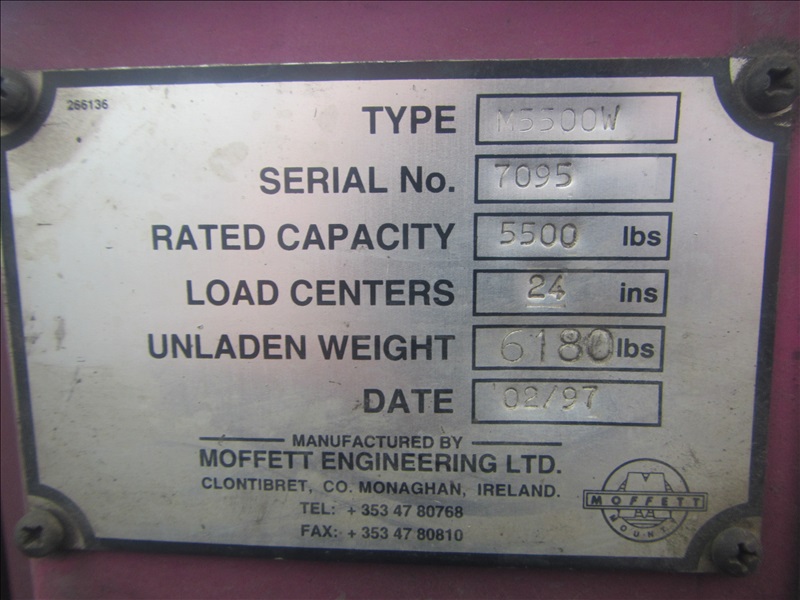 266136
TYPE M5500W
SERIAL No. 7095
RATED CAPACITY 5500 lbs
LOAD CENTERS 24 ins
UNLADEN WEIGHT 6180 lbs
DATE 02/97
MANUFACTURED BY
MOFFETT ENGINEERING LTD.
CLONTIBRET, CO. MONAGHAN, IRELAND.
TEL: + 353 47 80768
FAX: + 353 47 80810
MOFFETT
MOUNTY